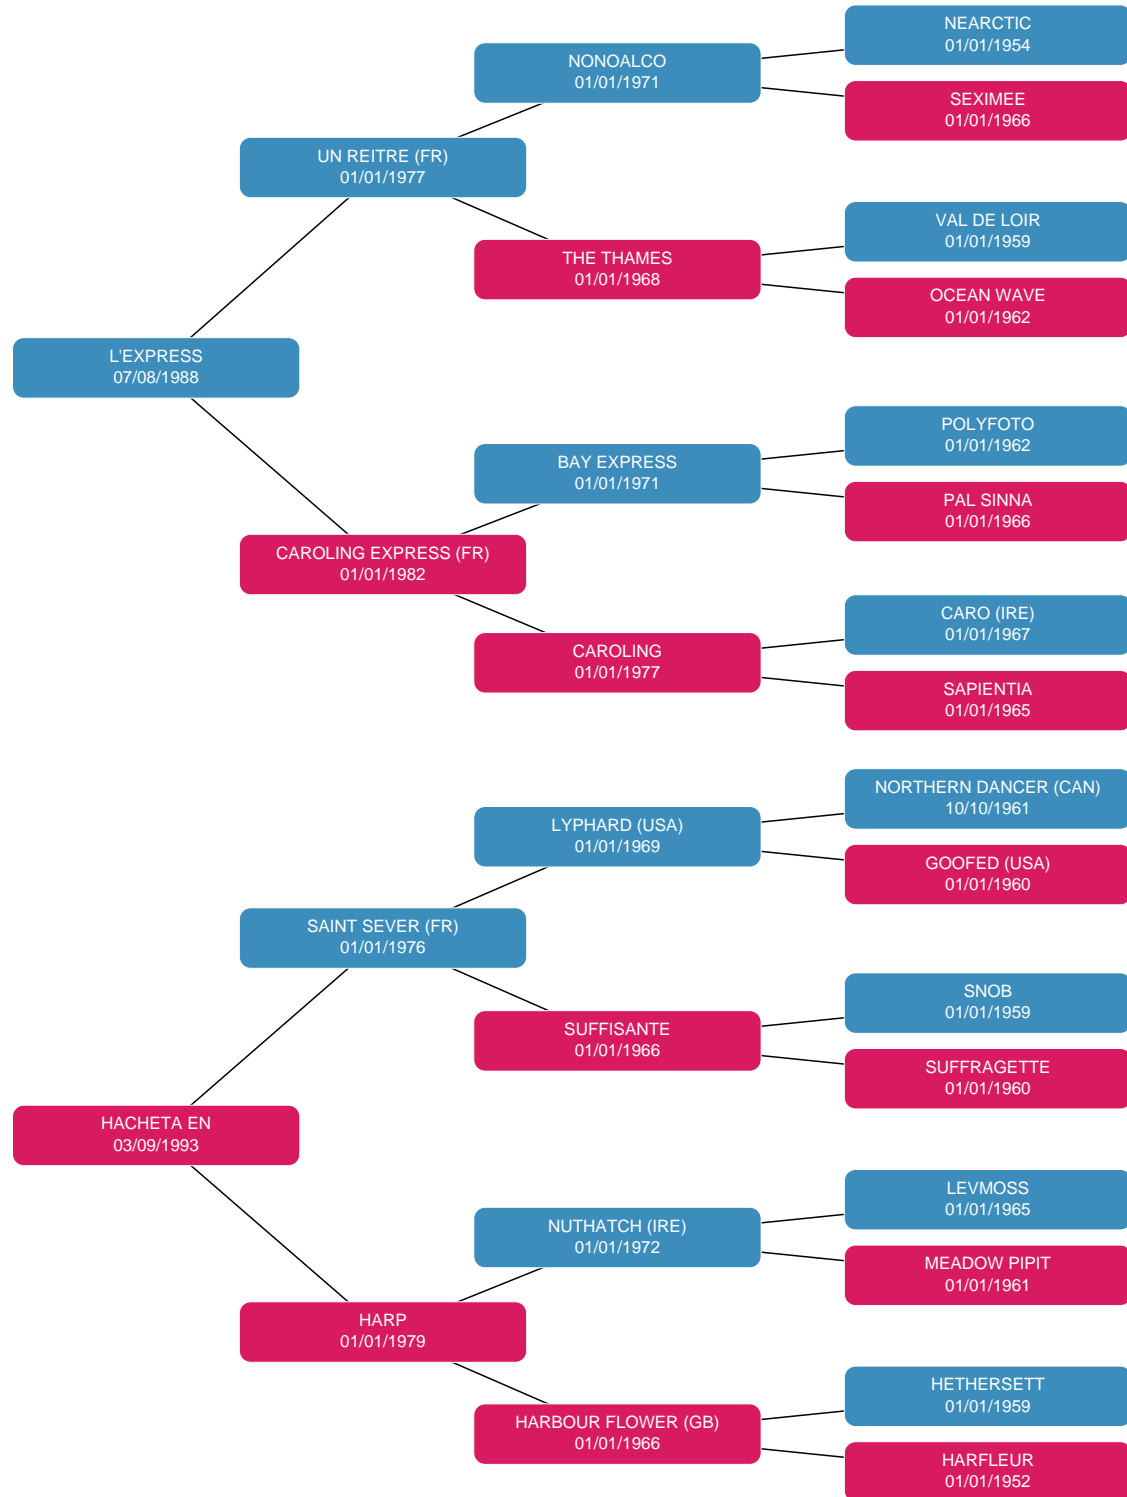 NEARCTIC
01/01/1954
NONOALCO
01/01/1971
SEXIMEE
01/01/1966
UN REITRE (FR)
01/01/1977
VAL DE LOIR
01/01/1959
THE THAMES
01/01/1968
OCEAN WAVE
01/01/1962
L'EXPRESS
07/08/1988
POLYFOTO
01/01/1962
BAY EXPRESS
01/01/1971
PAL SINNA
01/01/1966
CAROLING EXPRESS (FR)
01/01/1982
CARO (IRE)
01/01/1967
CAROLING
01/01/1977
SAPIENTIA
01/01/1965
NORTHERN DANCER (CAN)
10/10/1961
LYPHARD (USA)
01/01/1969
GOOFED (USA)
01/01/1960
SAINT SEVER (FR)
01/01/1976
SNOB
01/01/1959
SUFFISANTE
01/01/1966
SUFFRAGETTE
01/01/1960
HACHETA EN
03/09/1993
LEVMOSS
01/01/1965
NUTHATCH (IRE)
01/01/1972
MEADOW PIPIT
01/01/1961
HARP
01/01/1979
HETHERSETT
01/01/1959
HARBOUR FLOWER (GB)
01/01/1966
HARFLEUR
01/01/1952